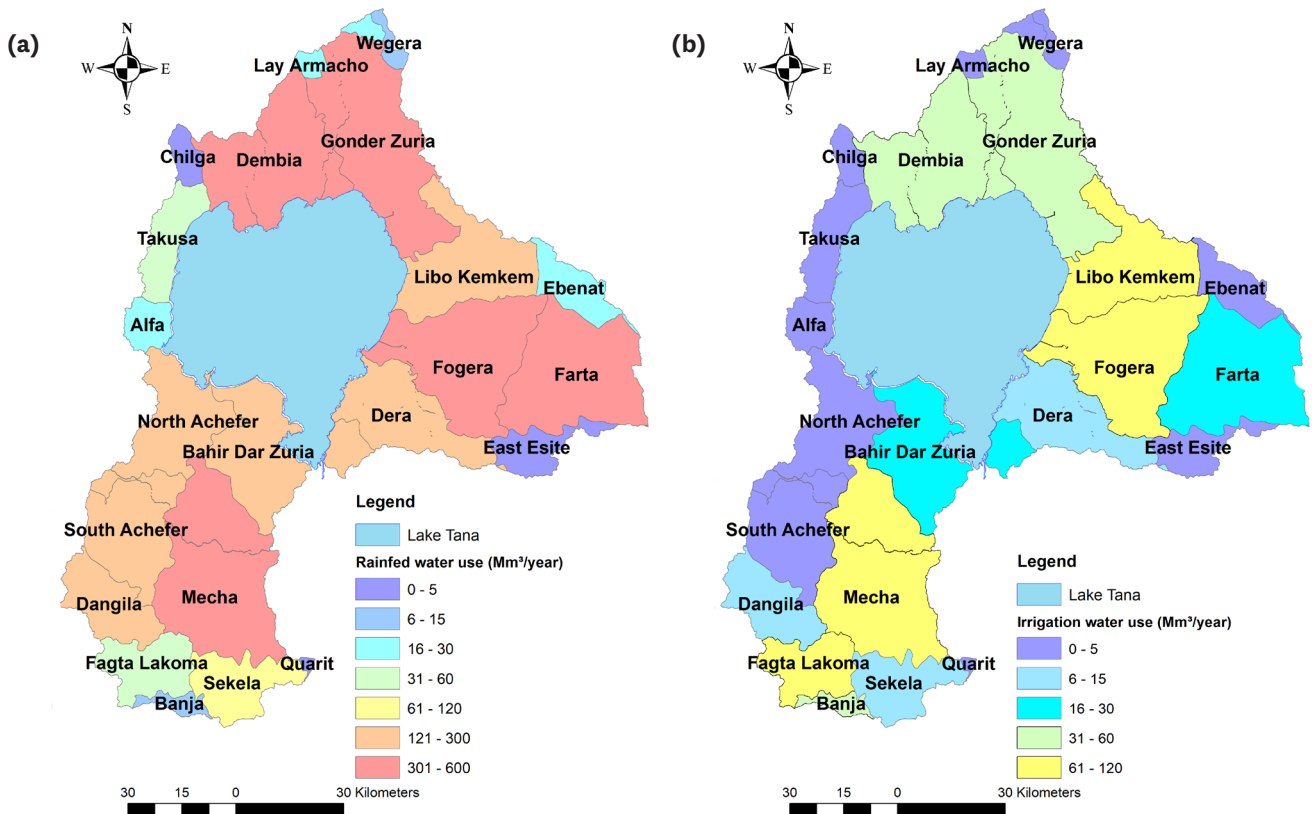 (a)
N
W
E
S
Wegera
Lay Armacho
Gonder Zuria
Chilga
Dembia
Takusa
Libo Kemkem
Ebenat
Alfa
Fogera
Farta
North Achefer
Dera
Bahir Dar Zuria
East Esite
South Achefer
Dangila
Mecha
Fagta Lakoma
Quarit
Sekela
Banja
Legend
Lake Tana
Rainfed water use (Mm³/year)
0 - 5
6 - 15
16 - 30
31 - 60
61 - 120
121 - 300
301 - 600
30 15 0 30 Kilometers
(b)
N
W
E
S
Wegera
Lay Armacho
Gonder Zuria
Chilga
Dembia
Takusa
Libo Kemkem
Ebenat
Alfa
Fogera
Farta
North Achefer
Dera
Bahir Dar Zuria
East Esite
South Achefer
Dangila
Mecha
Fagta Lakoma
Quarit
Sekela
Banja
Legend
Lake Tana
Irrigation water use (Mm³/year)
0 - 5
6 - 15
16 - 30
31 - 60
61 - 120
30 15 0 30 Kilometers